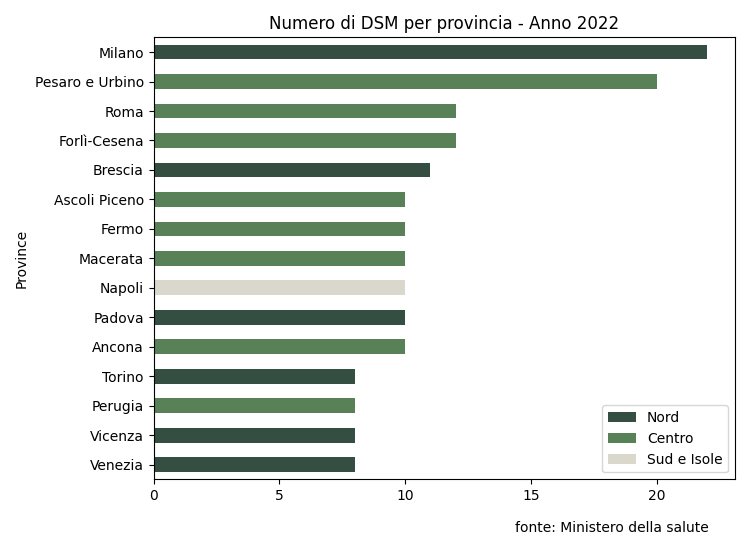 Numero di DSM per provincia - Anno 2022
Province
Milano
Pesaro e Urbino
Roma
Forlì-Cesena
Brescia
Ascoli Piceno
Fermo
Macerata
Napoli
Padova
Ancona
Torino
Perugia
Vicenza
Venezia
Nord
Centro
Sud e Isole
0 5 10 15 20
fonte: Ministero della salute